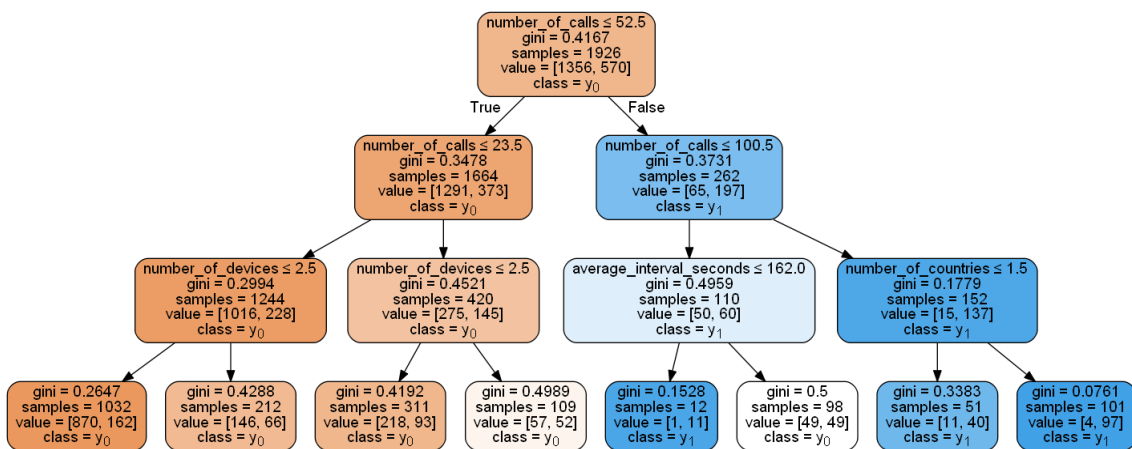 number_of_calls ≤ 52.5
gini = 0.4167
samples = 1926
value = [1356, 570]
class = y₀
True
False
number_of_calls ≤ 23.5
gini = 0.3478
samples = 1664
value = [1291, 373]
class = y₀
number_of_calls ≤ 100.5
gini = 0.3731
samples = 262
value = [65, 197]
class = y₁
number_of_devices ≤ 2.5
gini = 0.2994
samples = 1244
value = [1016, 228]
class = y₀
number_of_devices ≤ 2.5
gini = 0.4521
samples = 420
value = [275, 145]
class = y₀
average_interval_seconds ≤ 162.0
gini = 0.4959
samples = 110
value = [50, 60]
class = y₁
number_of_countries ≤ 1.5
gini = 0.1779
samples = 152
value = [15, 137]
class = y₁
gini = 0.2647
samples = 1032
value = [870, 162]
class = y₀
gini = 0.4288
samples = 212
value = [146, 66]
class = y₀
gini = 0.4192
samples = 311
value = [218, 93]
class = y₀
gini = 0.4989
samples = 109
value = [57, 52]
class = y₀
gini = 0.1528
samples = 12
value = [1, 11]
class = y₁
gini = 0.5
samples = 98
value = [49, 49]
class = y₀
gini = 0.3383
samples = 51
value = [11, 40]
class = y₁
gini = 0.0761
samples = 101
value = [4, 97]
class = y₁